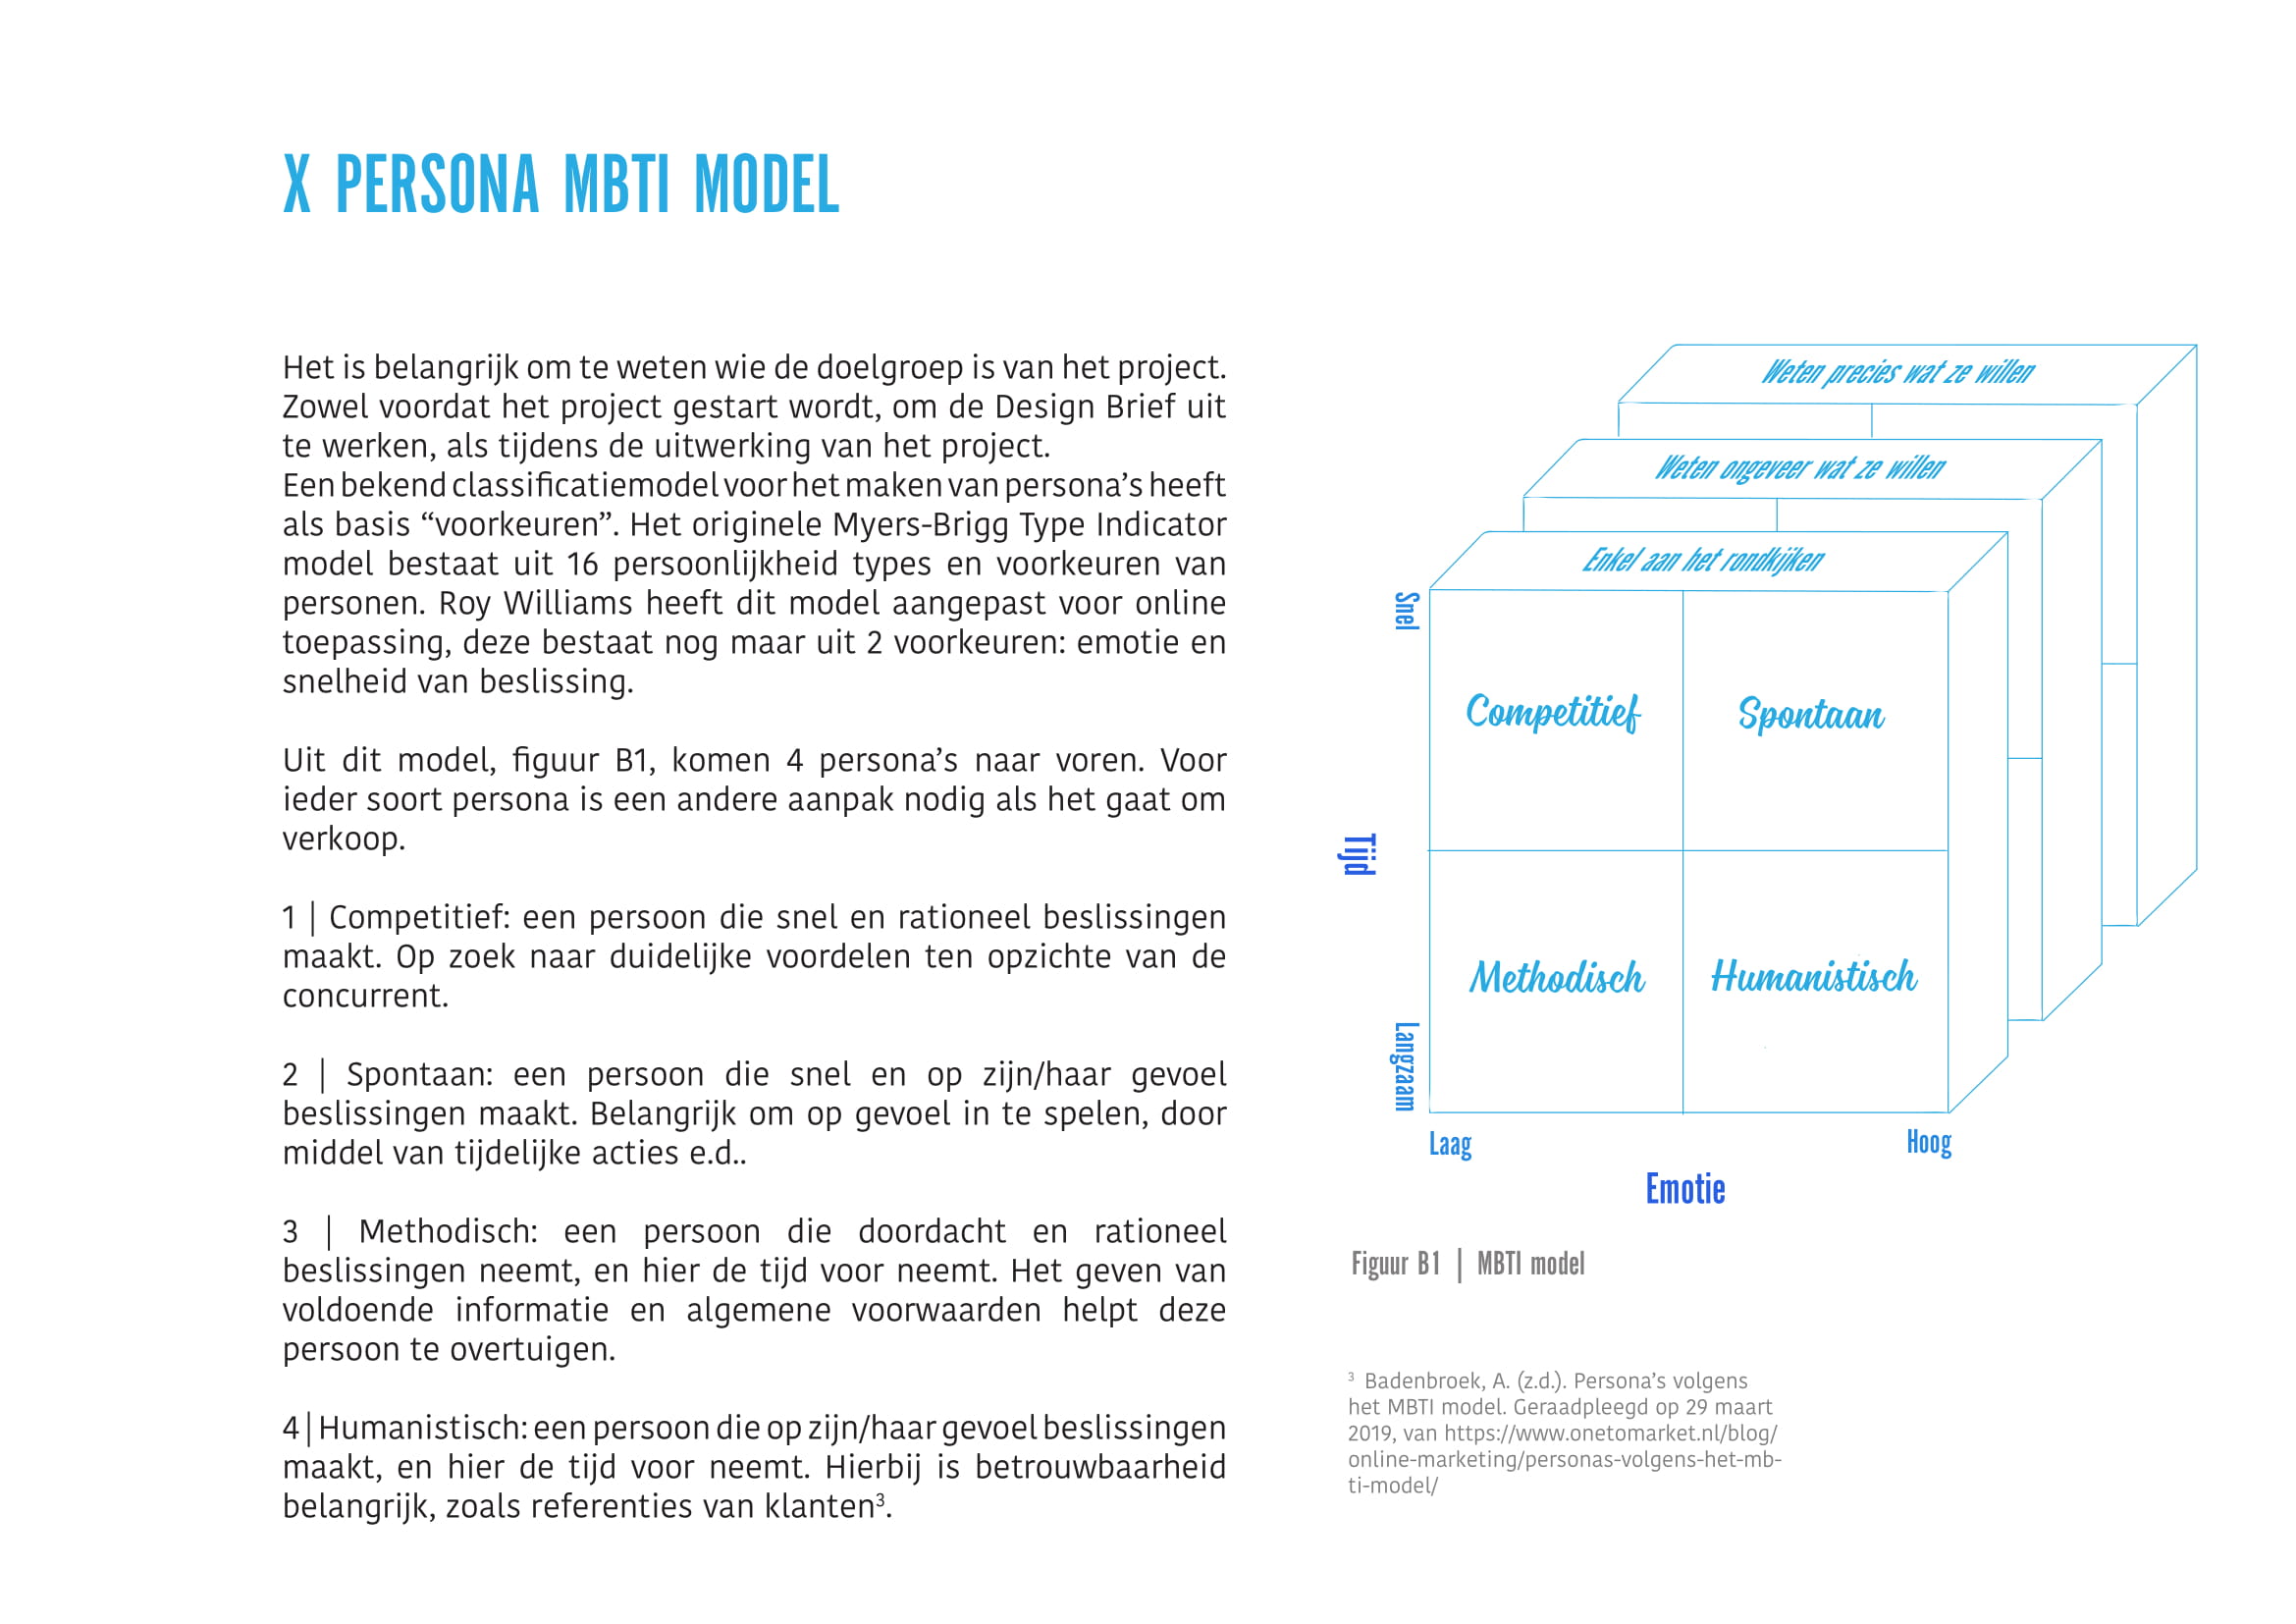 X PERSONA MBTI MODEL
Het is belangrijk om te weten wie de doelgroep is van het project.
Zowel voordat het project gestart wordt, om de Design Brief uit
te werken, als tijdens de uitwerking van het project.
Een bekend classificatiemodel voor het maken van persona’s heeft
als basis “voorkeuren”. Het originele Myers-Brigg Type Indicator
model bestaat uit 16 persoonlijkheid types en voorkeuren van
personen. Roy Williams heeft dit model aangepast voor online
toepassing, deze bestaat nog maar uit 2 voorkeuren: emotie en
snelheid van beslissing.
Uit dit model, figuur B1, komen 4 persona’s naar voren. Voor
ieder soort persona is een andere aanpak nodig als het gaat om
verkoop.
1 | Competitief: een persoon die snel en rationeel beslissingen
maakt. Op zoek naar duidelijke voordelen ten opzichte van de
concurrent.
2 | Spontaan: een persoon die snel en op zijn/haar gevoel
beslissingen maakt. Belangrijk om op gevoel in te spelen, door
middel van tijdelijke acties e.d..
3 | Methodisch: een persoon die doordacht en rationeel
beslissingen neemt, en hier de tijd voor neemt. Het geven van
voldoende informatie en algemene voorwaarden helpt deze
persoon te overtuigen.
4 | Humanistisch: een persoon die op zijn/haar gevoel beslissingen
maakt, en hier de tijd voor neemt. Hierbij is betrouwbaarheid
belangrijk, zoals referenties van klanten³.
Weten precies wat ze willen
Weten ongeveer wat ze willen
Enkel aan het rondkijken
Snel
Competitief
Spontaan
Tijd
Methodisch
Humanistisch
Langzaam
Laag
Hoog
Emotie
Figuur B1 | MBTI model
³ Badenbroek, A. (z.d.). Persona’s volgens
het MBTI model. Geraadpleegd op 29 maart
2019, van https://www.onetomarket.nl/blog/
online-marketing/personas-volgens-het-mb-
ti-model/